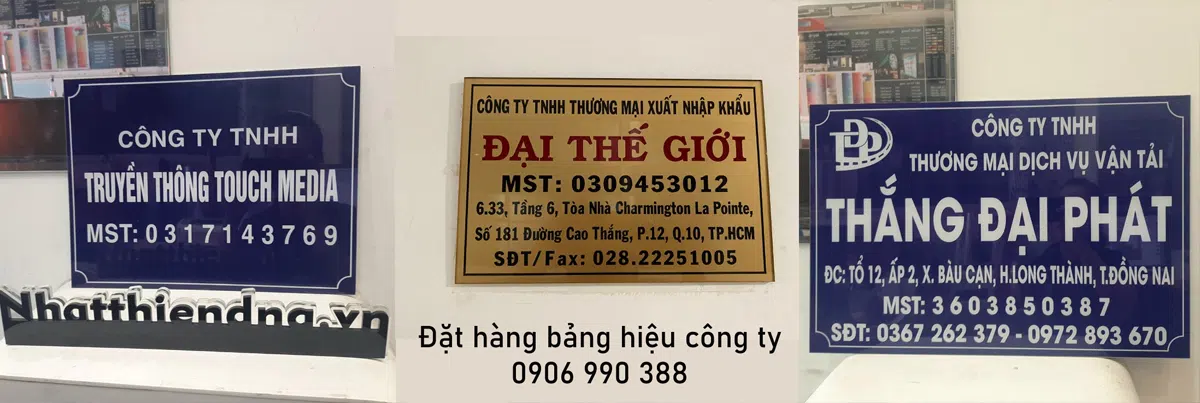 CÔNG TY TNHH
TRUYỀN THÔNG TOUCH MEDIA
MST: 0317143769
Nhatthiendng.vn
CÔNG TY TNHH THƯƠNG MẠI XUẤT NHẬP KHẨU
ĐẠI THẾ GIỚI
MST: 0309453012
6.33, Tầng 6, Tòa Nhà Charmington La Pointe,
Số 181 Đường Cao Thắng, P.12, Q.10, TP.HCM
SĐT/Fax: 028.22251005
Đặt hàng bảng hiệu công ty
0906 990 388
CÔNG TY TNHH
THƯƠNG MẠI DỊCH VỤ VẬN TẢI
THẮNG ĐẠI PHÁT
ĐC: TỔ 12, ẤP 2, X. BÀU CẠN, H.LONG THÀNH, T.ĐỒNG NAI
MST: 3603850387
SĐT: 0367 262 379 - 0972 893 670